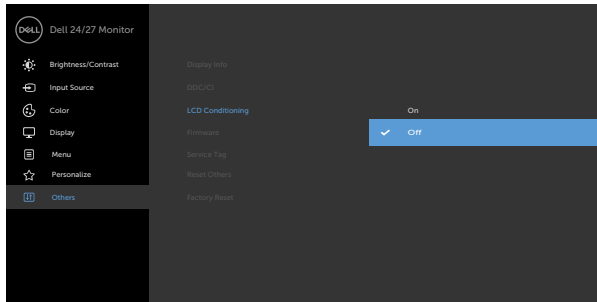 DELL Dell 24/27 Monitor
Brightness/Contrast
Input Source
Color
Display
Menu
Personalize
Others
Display Info
DDC/CI
LCD Conditioning
Firmware
Service Tag
Reset Others
Factory Reset
On
Off